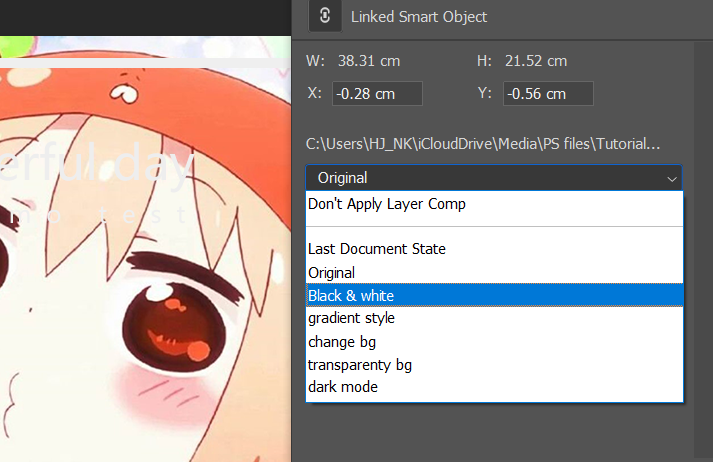 Linked Smart Object
W: 38.31 cm H: 21.52 cm
X: -0.28 cm Y: -0.56 cm
C:\Users\HJ_NK\iCloudDrive\Media\PS files\Tutorial...
Original
Don't Apply Layer Comp
Last Document State
Original
Black & white
gradient style
change bg
transparenty bg
dark mode
erful day
mo testi